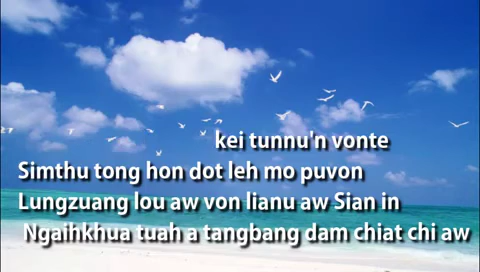 kei tunnu'n vonte
Simthu tong hon dot leh mo puvon
Lungzuang lou aw von lianu aw Sian in
Ngaihkhua tuah a tangbang dam chiat chi aw